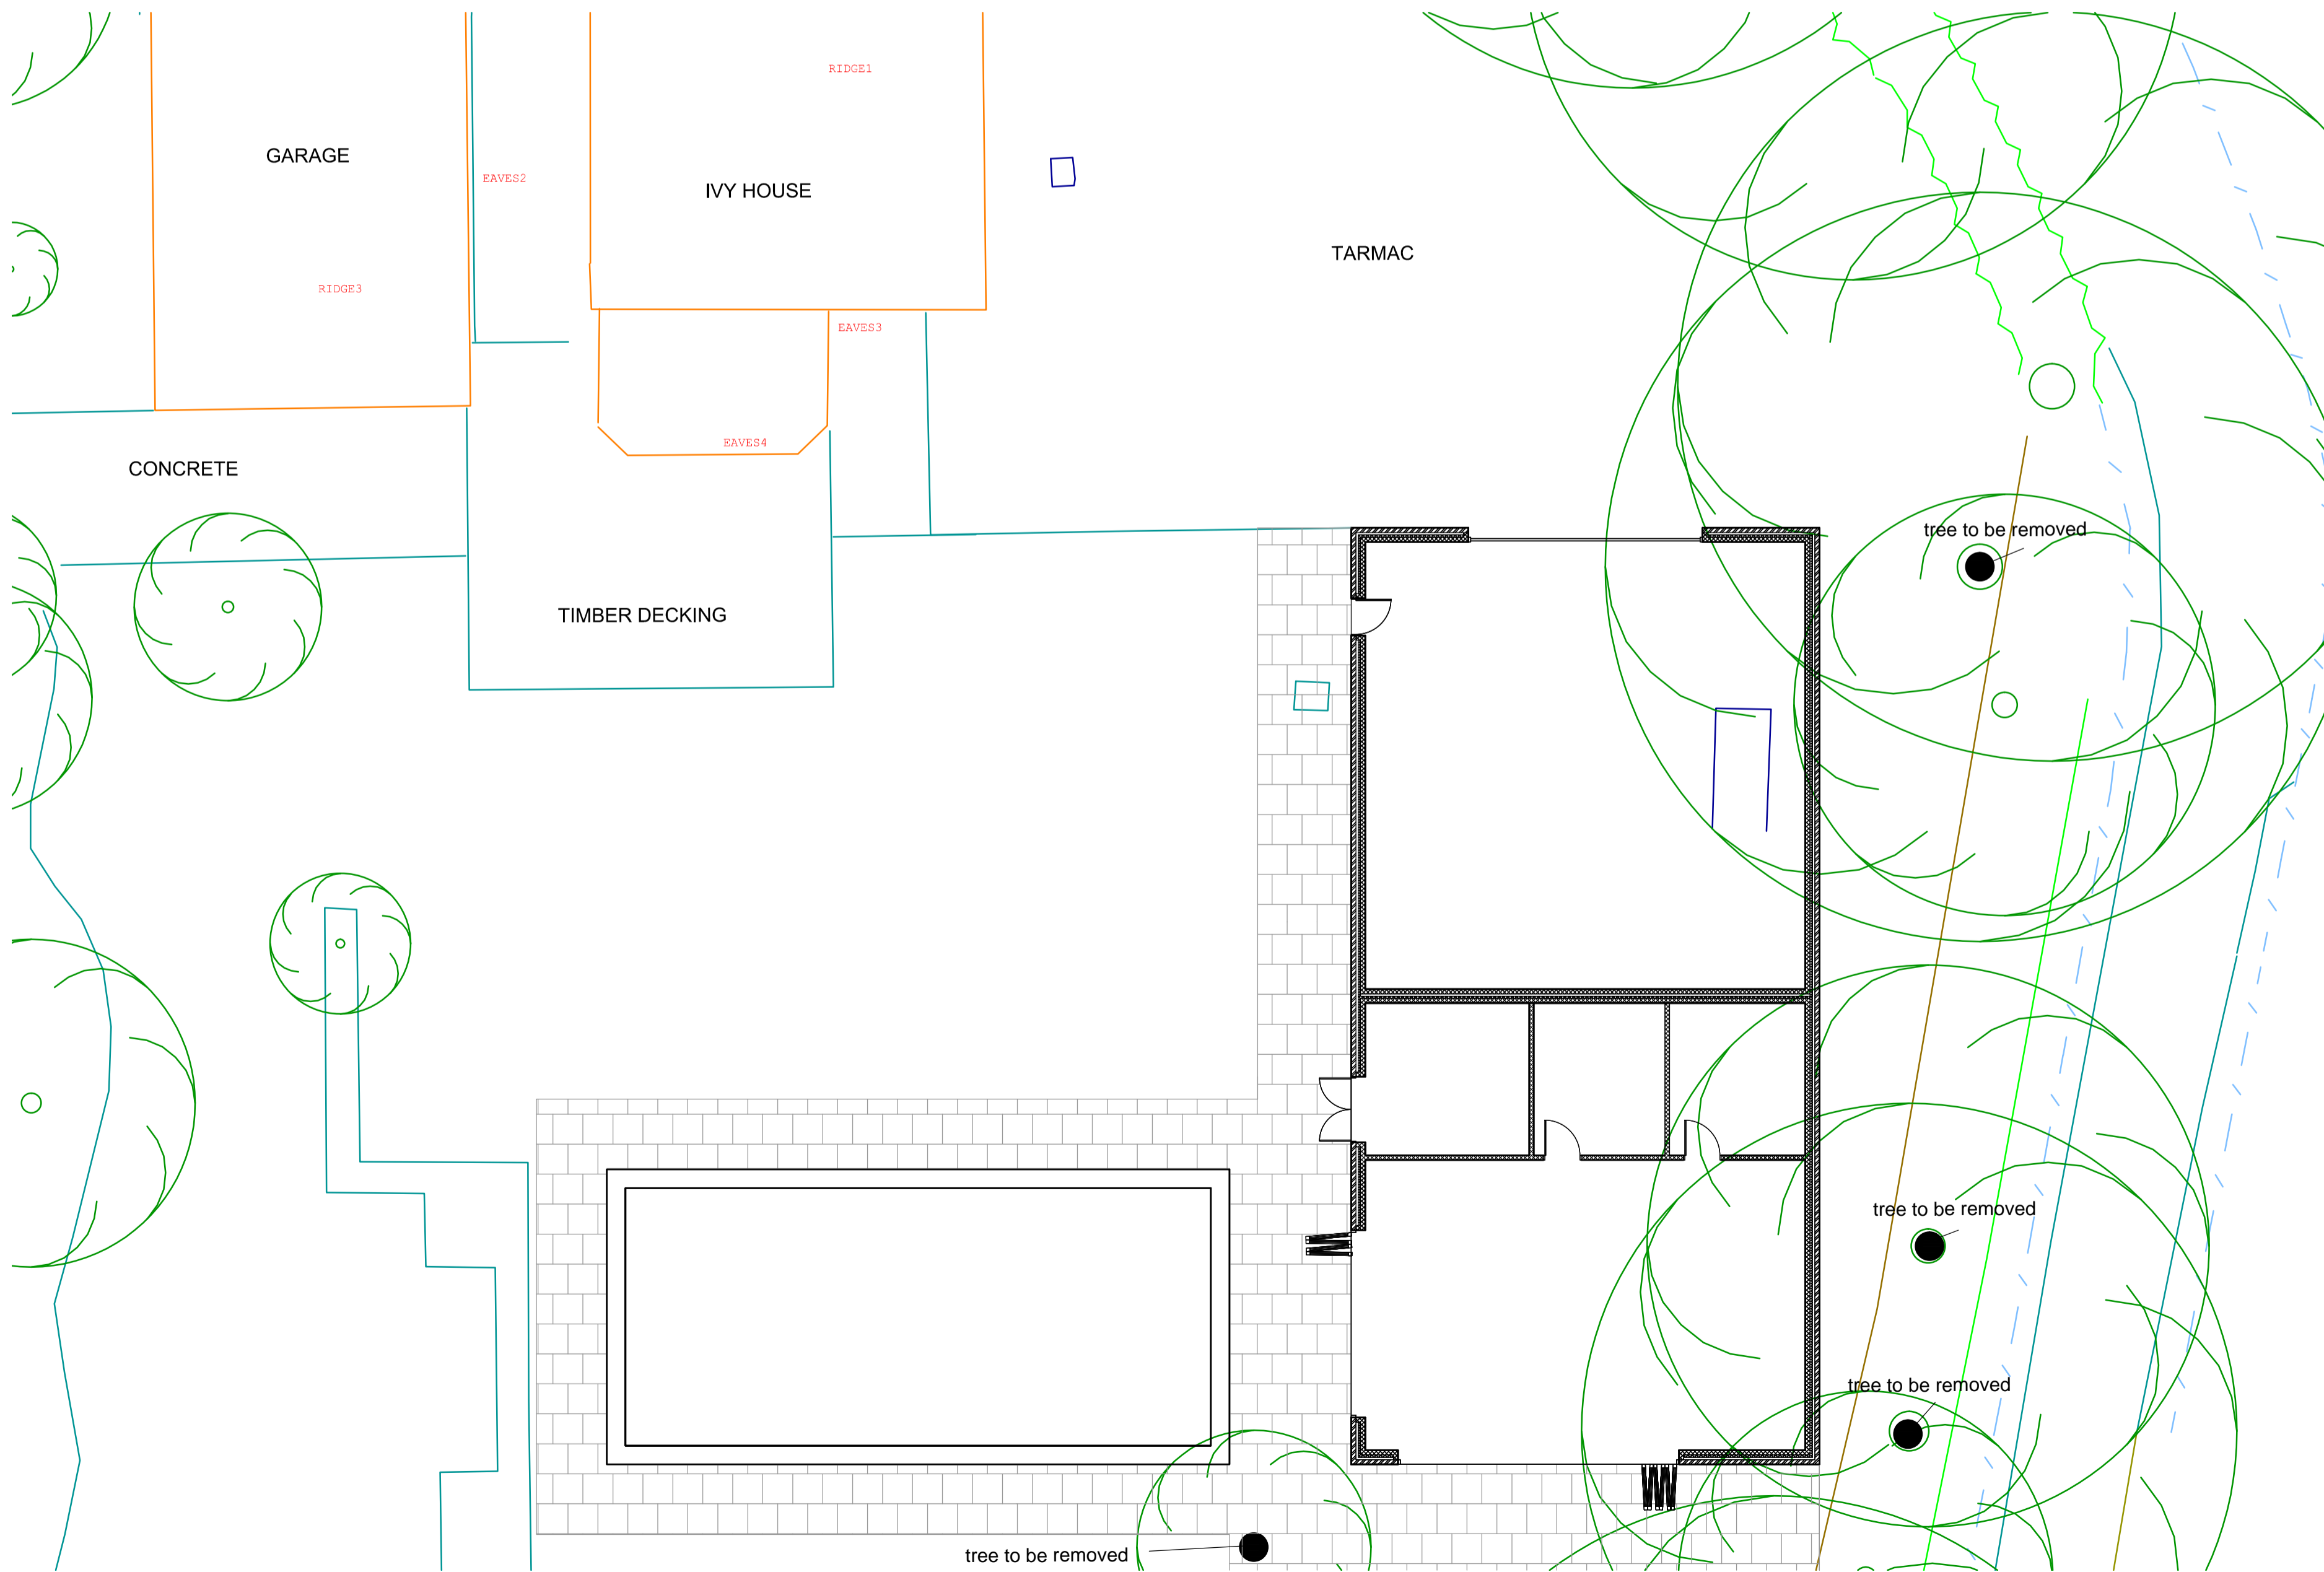 RIDGE1
GARAGE
EAVES2
IVY HOUSE
TARMAC
RIDGE3
EAVES3
EAVES4
CONCRETE
tree to be removed
TIMBER DECKING
tree to be removed
tree to be removed
tree to be removed